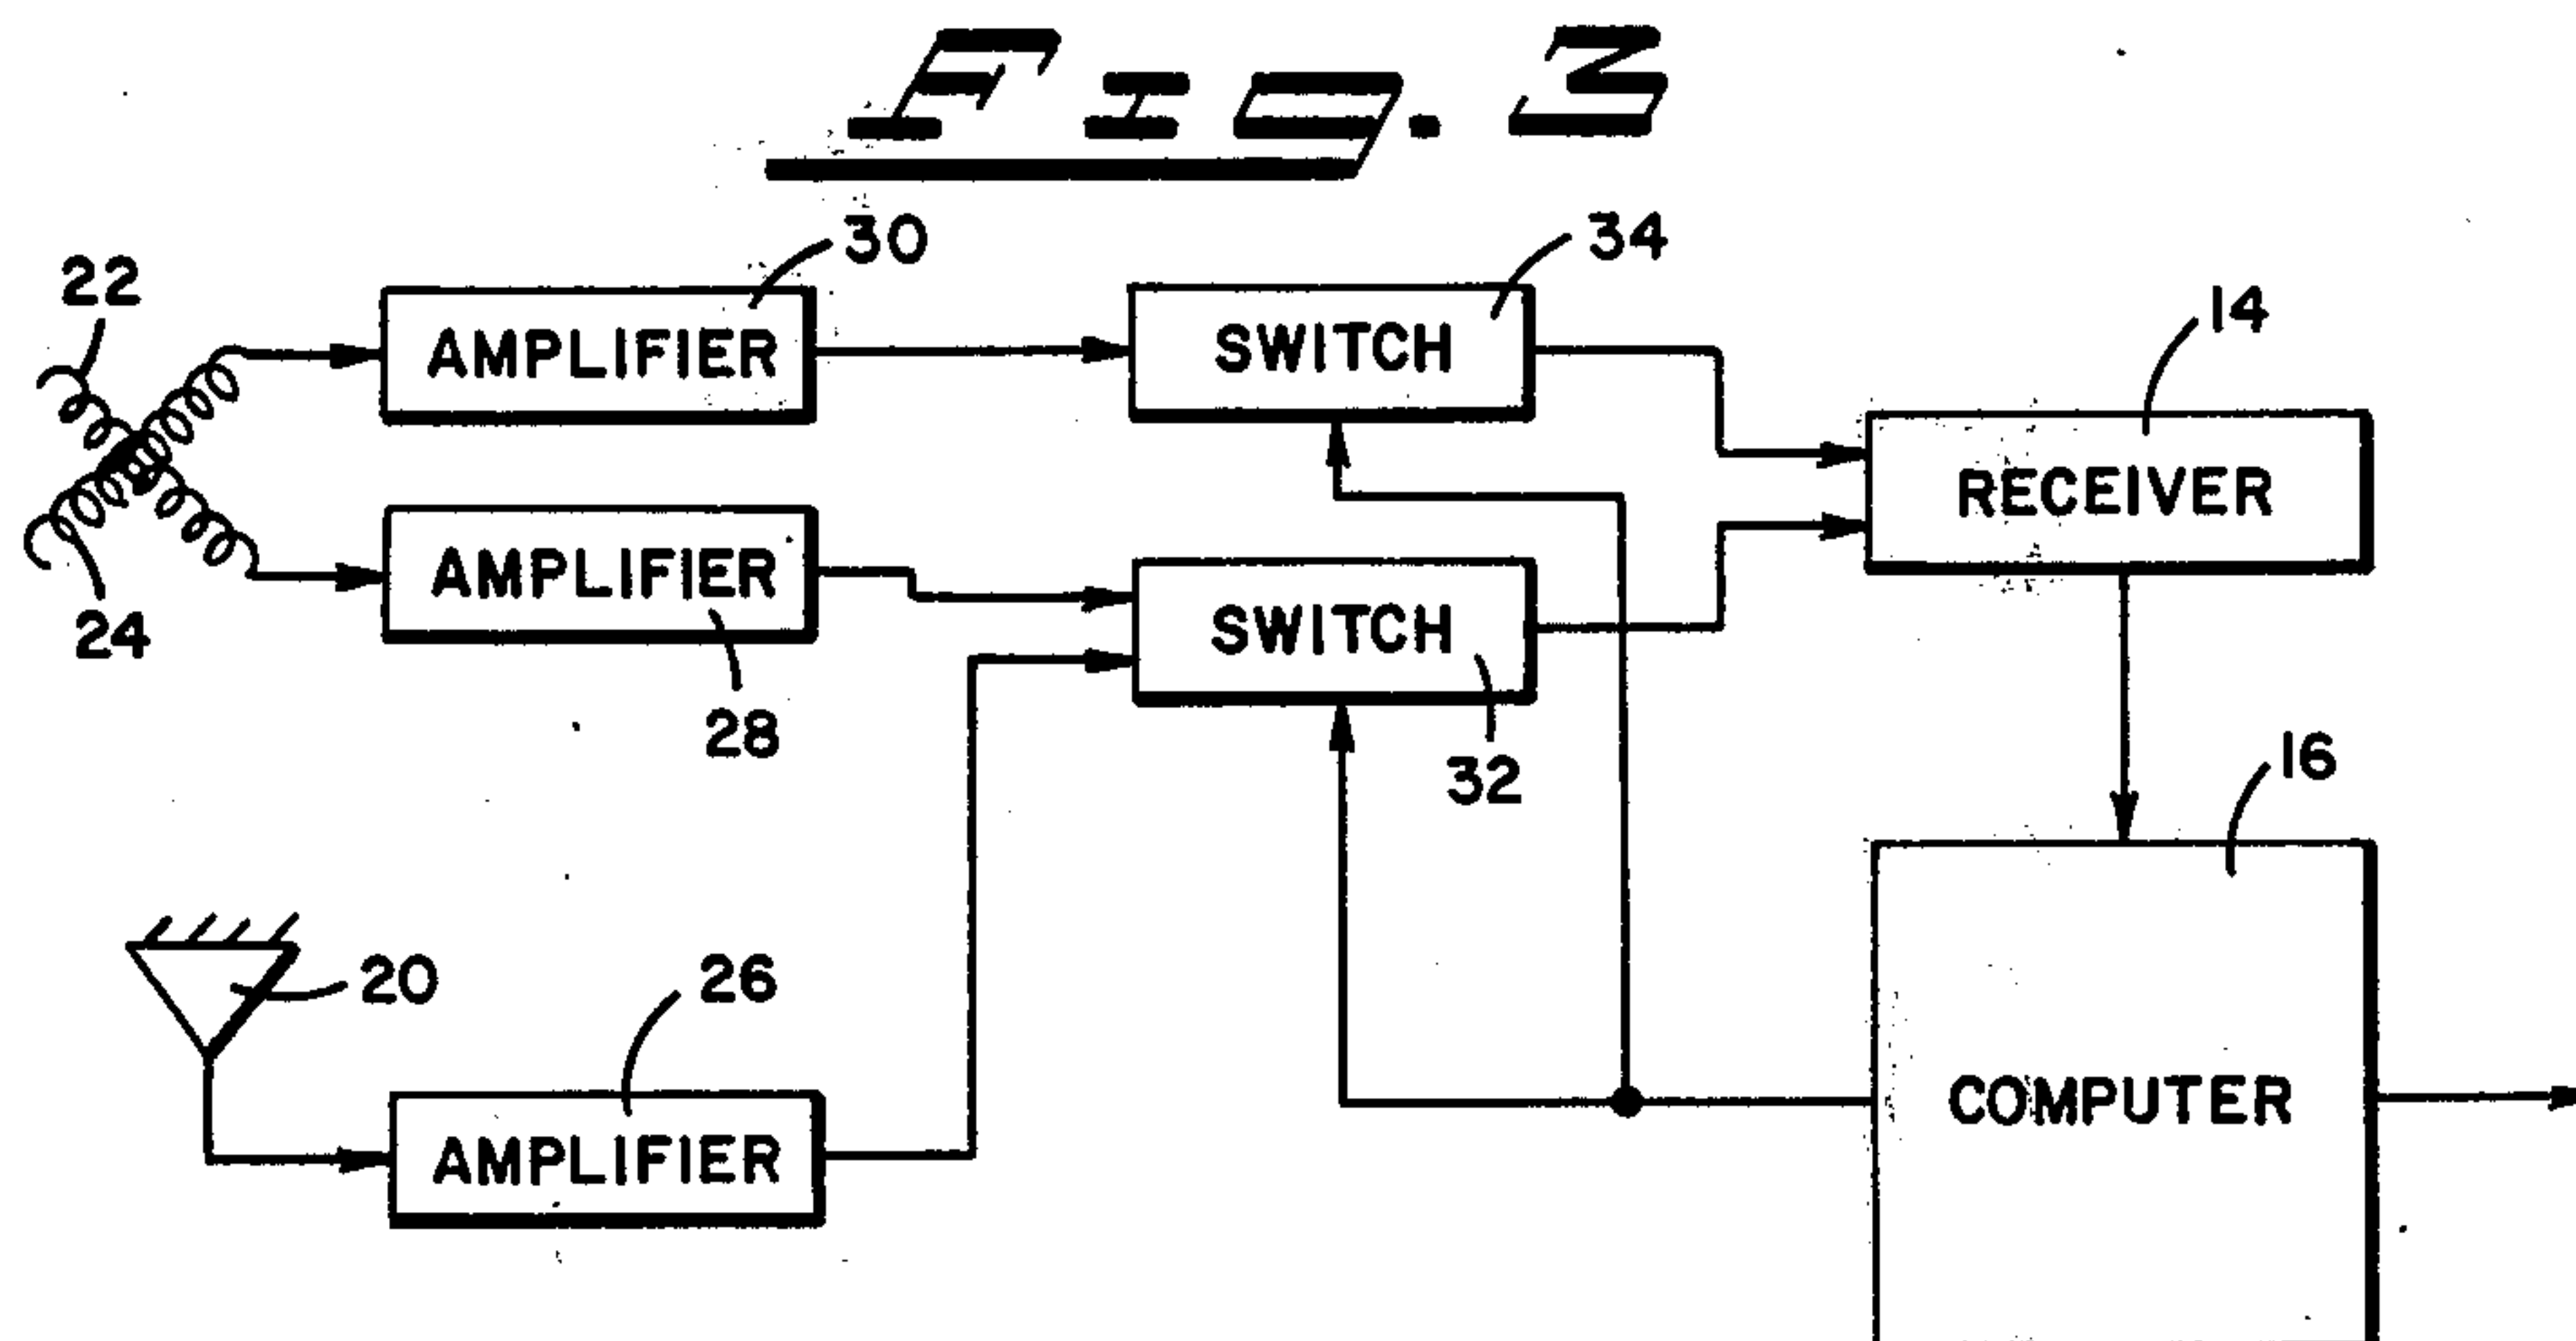 FIG. 3
30
34
22
14
AMPLIFIER
SWITCH
RECEIVER
AMPLIFIER
SWITCH
24
28
32
16
20
26
COMPUTER
AMPLIFIER